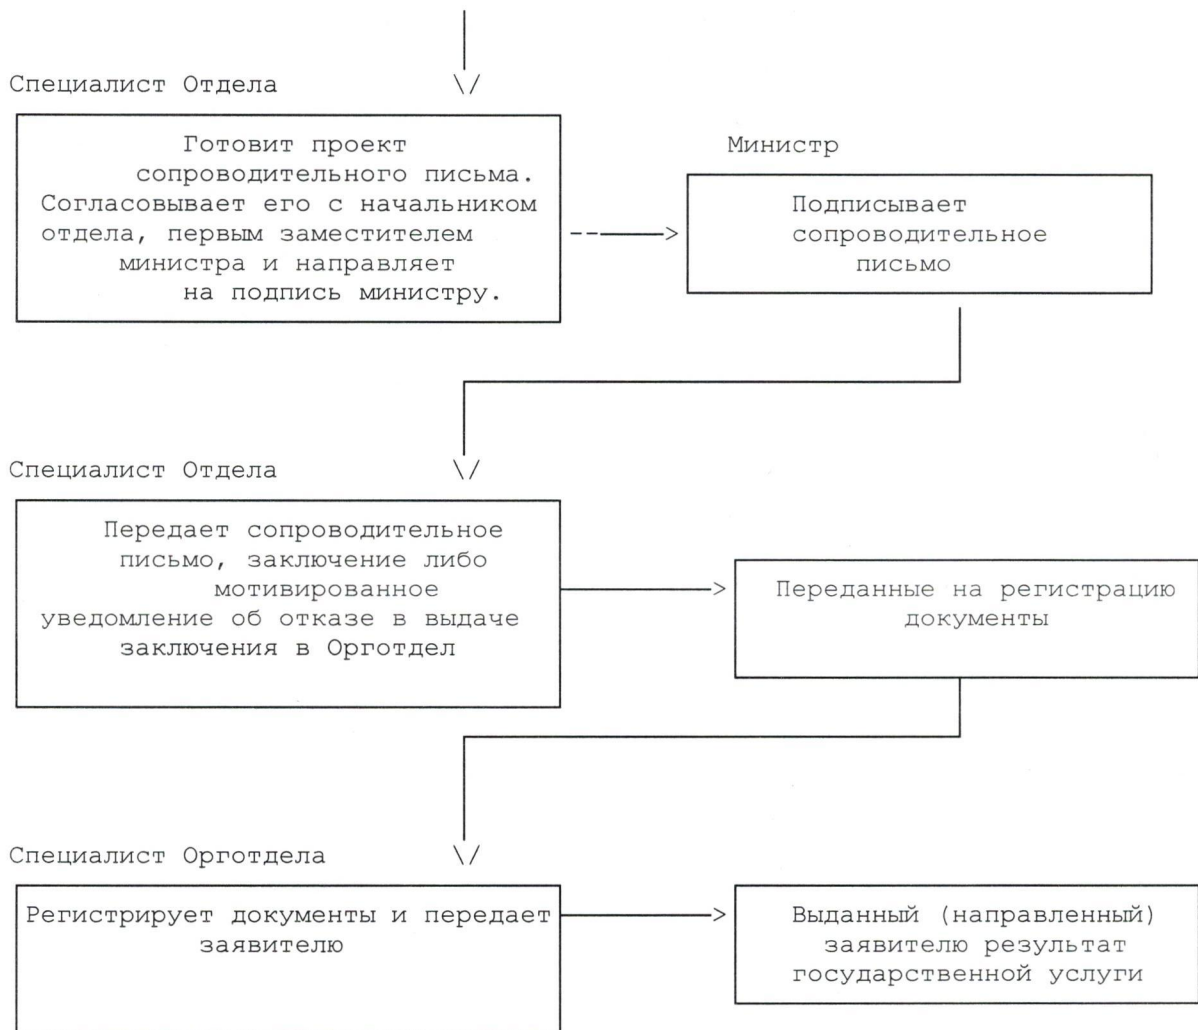 Специалист Отдела \/
Готовит проект
сопроводительного письма.
Согласовывает его с начальником
отдела, первым заместителем
министра и направляет
на подпись министру.
-->
Министр
Подписывает
сопроводительное
письмо
Специалист Отдела \/
Передает сопроводительное
письмо, заключение либо
мотивированное
уведомление об отказе в выдаче
заключения в Орготдел
>
Переданные на регистрацию
документы
Специалист Орготдела \/
Регистрирует документы и передает
заявителю
>
Выданный (направленный)
заявителю результат
государственной услуги